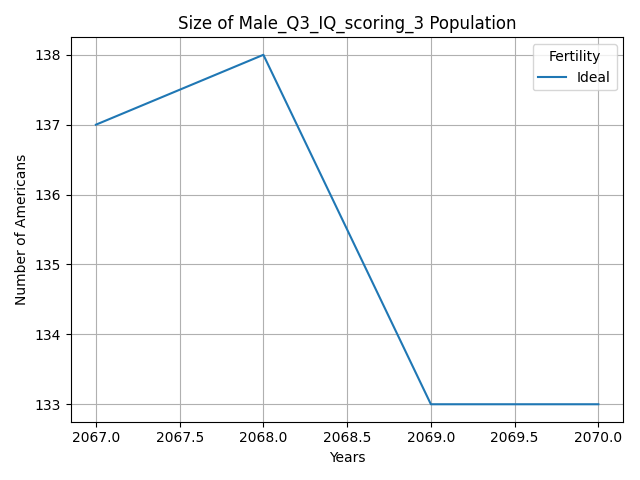 Size of Male_Q3_IQ_scoring_3 Population
Fertility
Ideal
138
137
136
135
134
133
Number of Americans
2067.0 2067.5 2068.0 2068.5 2069.0 2069.5 2070.0
Years